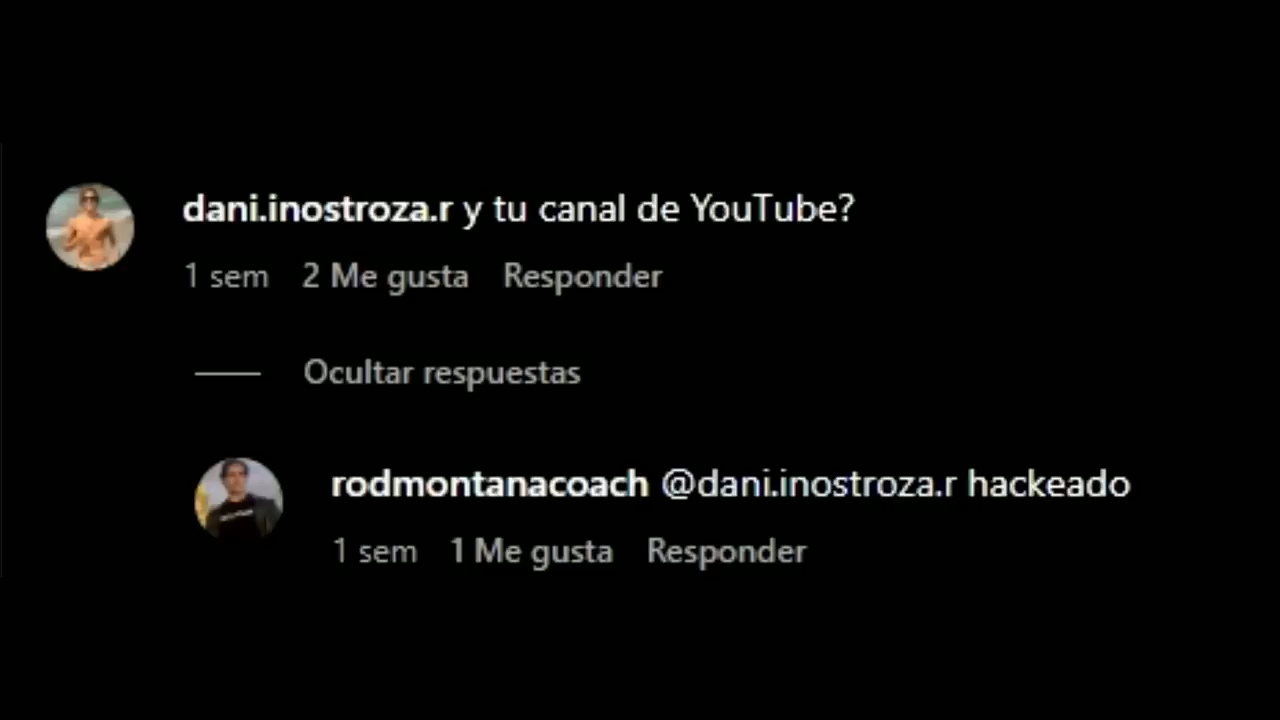 dani.inostroza.r y tu canal de YouTube?
1 sem 2 Me gusta Responder
Ocultar respuestas
rodmontanacoach @dani.inostroza.r hackeado
1 sem 1 Me gusta Responder